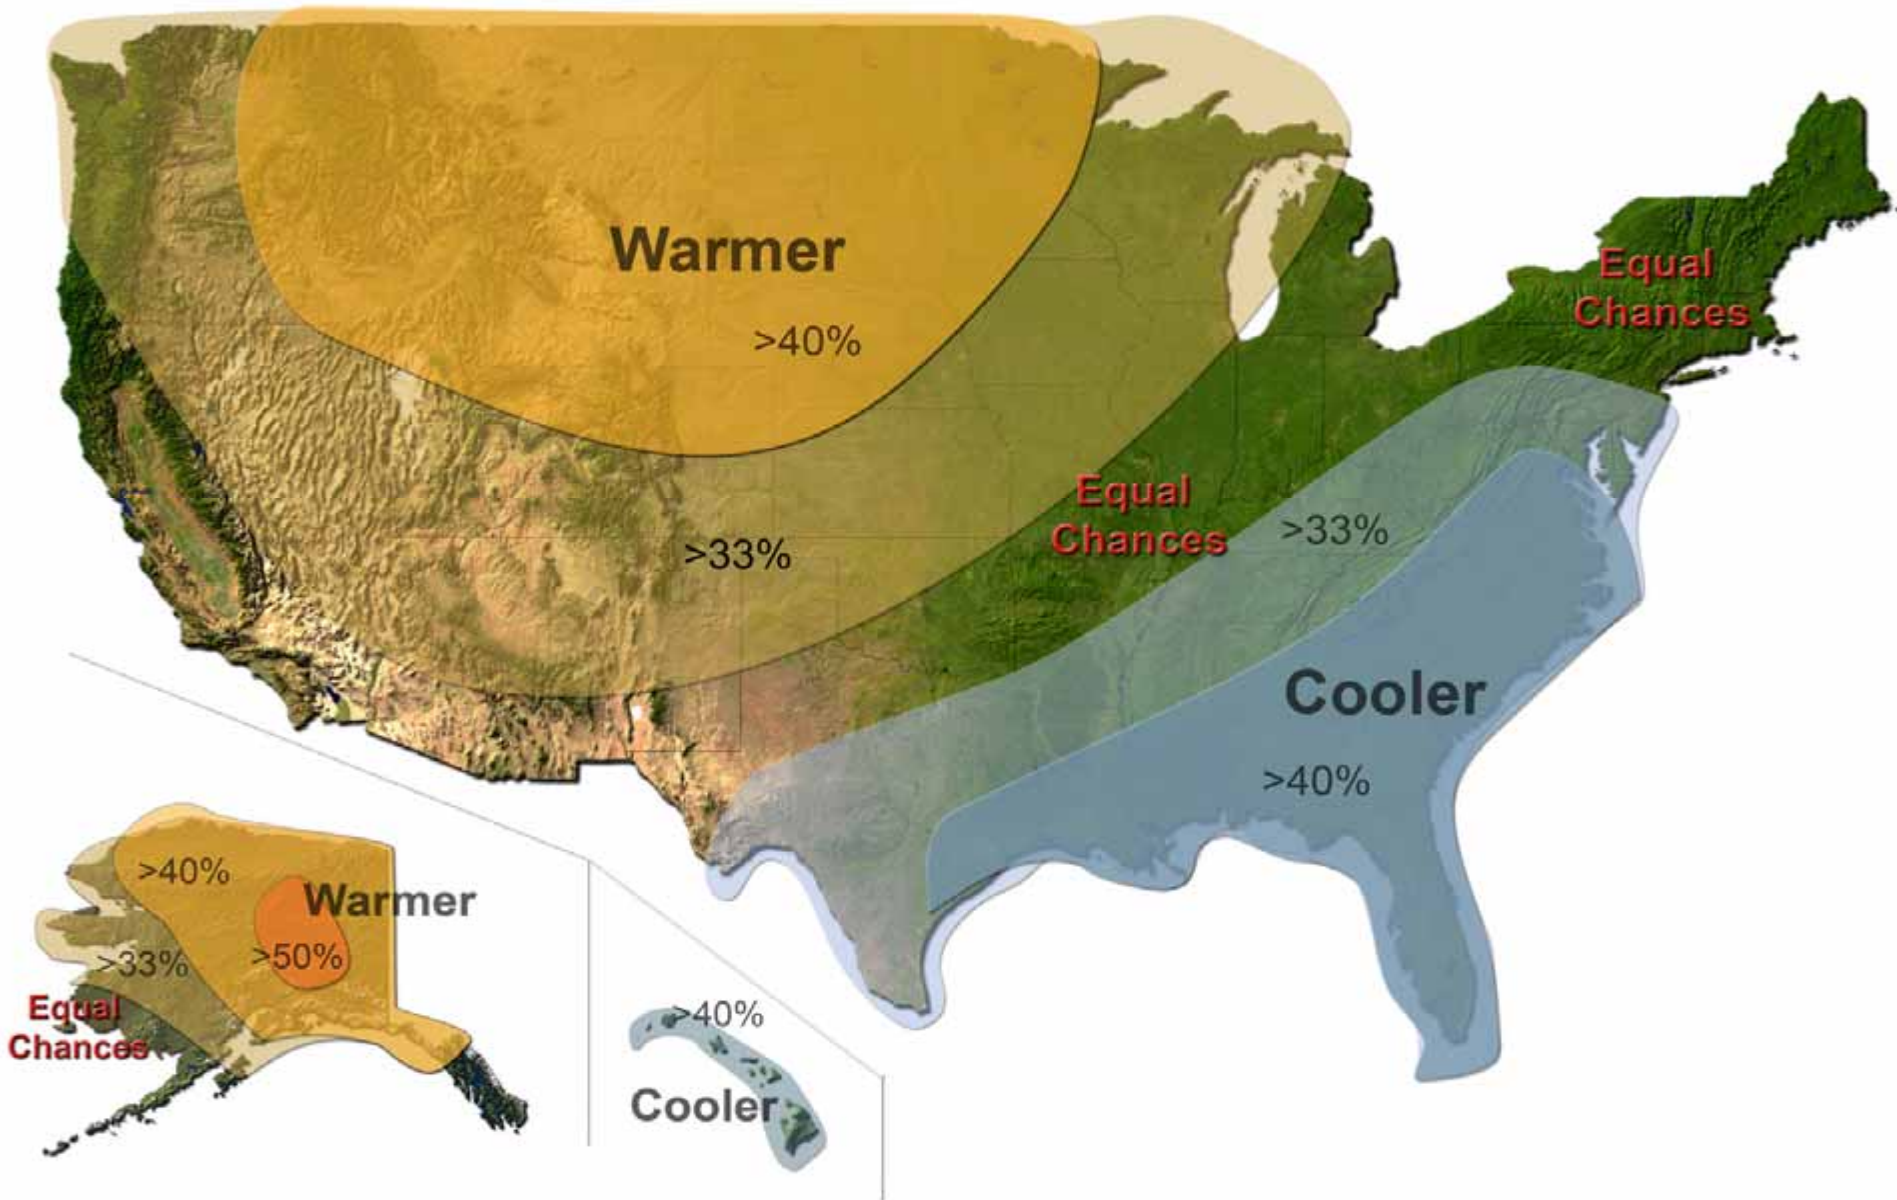 Warmer
>40%
Equal
Chances
>33%
Equal
Chances
>33%
Cooler
>40%
>40%
Warmer
>50%
>33%
Equal
Chances
>40%
Cooler